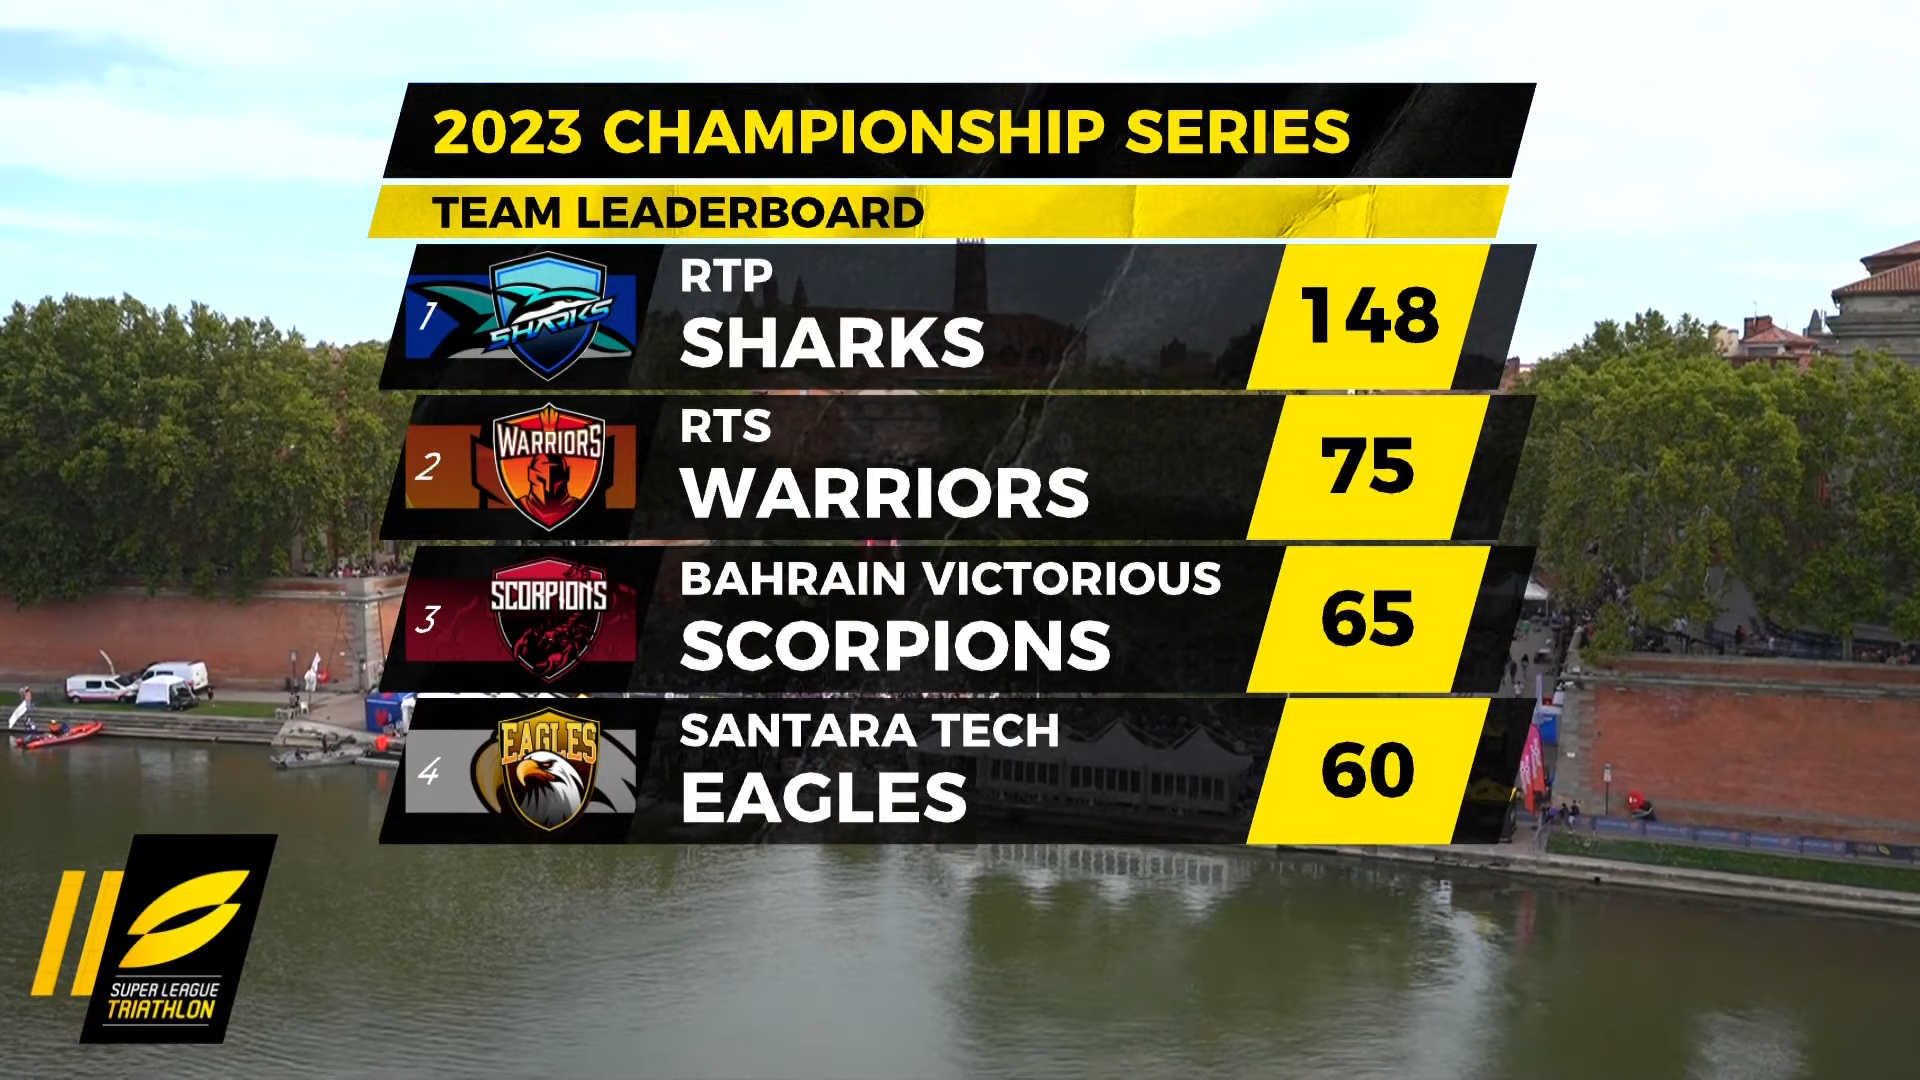 2023 CHAMPIONSHIP SERIES
TEAM LEADERBOARD
1
SHARKS
RTP
SHARKS
148
2
WARRIORS
RTS
WARRIORS
75
3
SCORPIONS
BAHRAIN VICTORIOUS
SCORPIONS
65
4
EAGLES
SANTARA TECH
EAGLES
60
SUPER LEAGUE
TRIATHLON